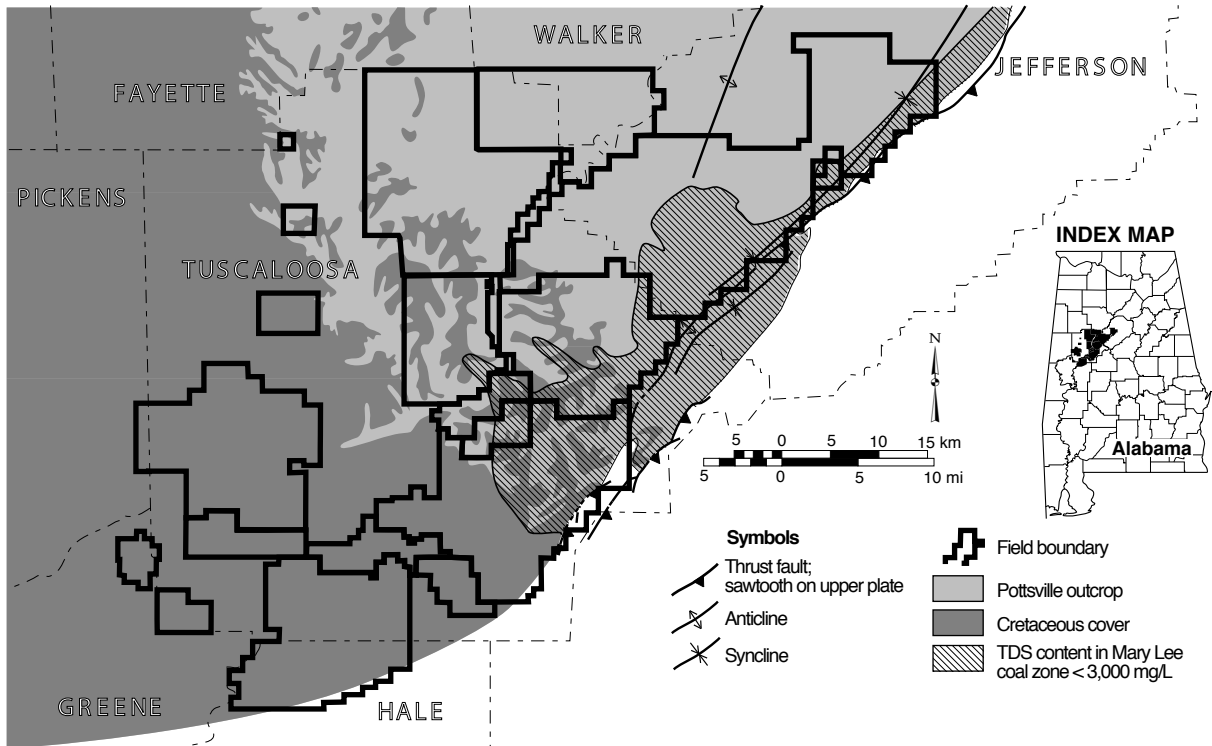 WALKER
JEFFERSON
FAYETTE
PICKENS
TUSCALOOSA
INDEX MAP
N
Alabama
5 0 5 10 15 km
5 0 5 10 mi
Symbols
Thrust fault;
sawtooth on upper plate
Anticline
Syncline
Field boundary
Pottsville outcrop
Cretaceous cover
TDS content in Mary Lee
coal zone < 3,000 mg/L
GREENE
HALE